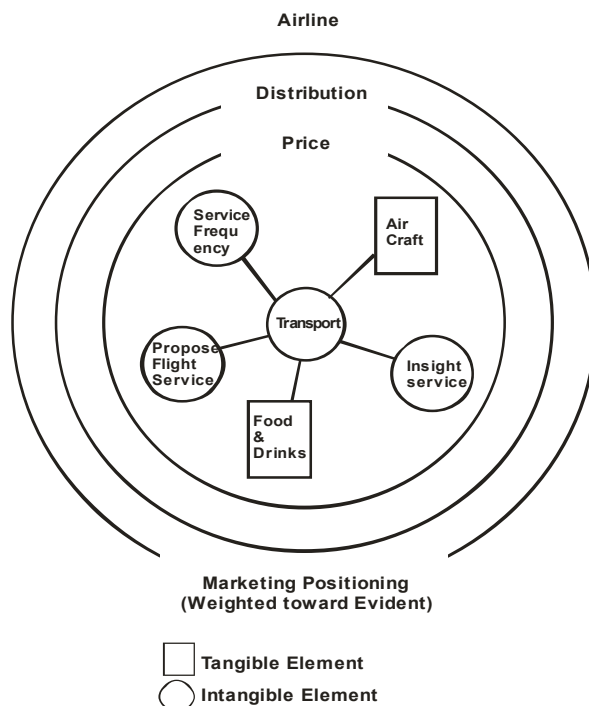 Airline
Distribution
Price
Service
Frequ
ency
Air
Craft
Transport
Propose
Flight
Service
Insight
service
Food
&
Drinks
Marketing Positioning
(Weighted toward Evident)
Tangible Element
Intangible Element